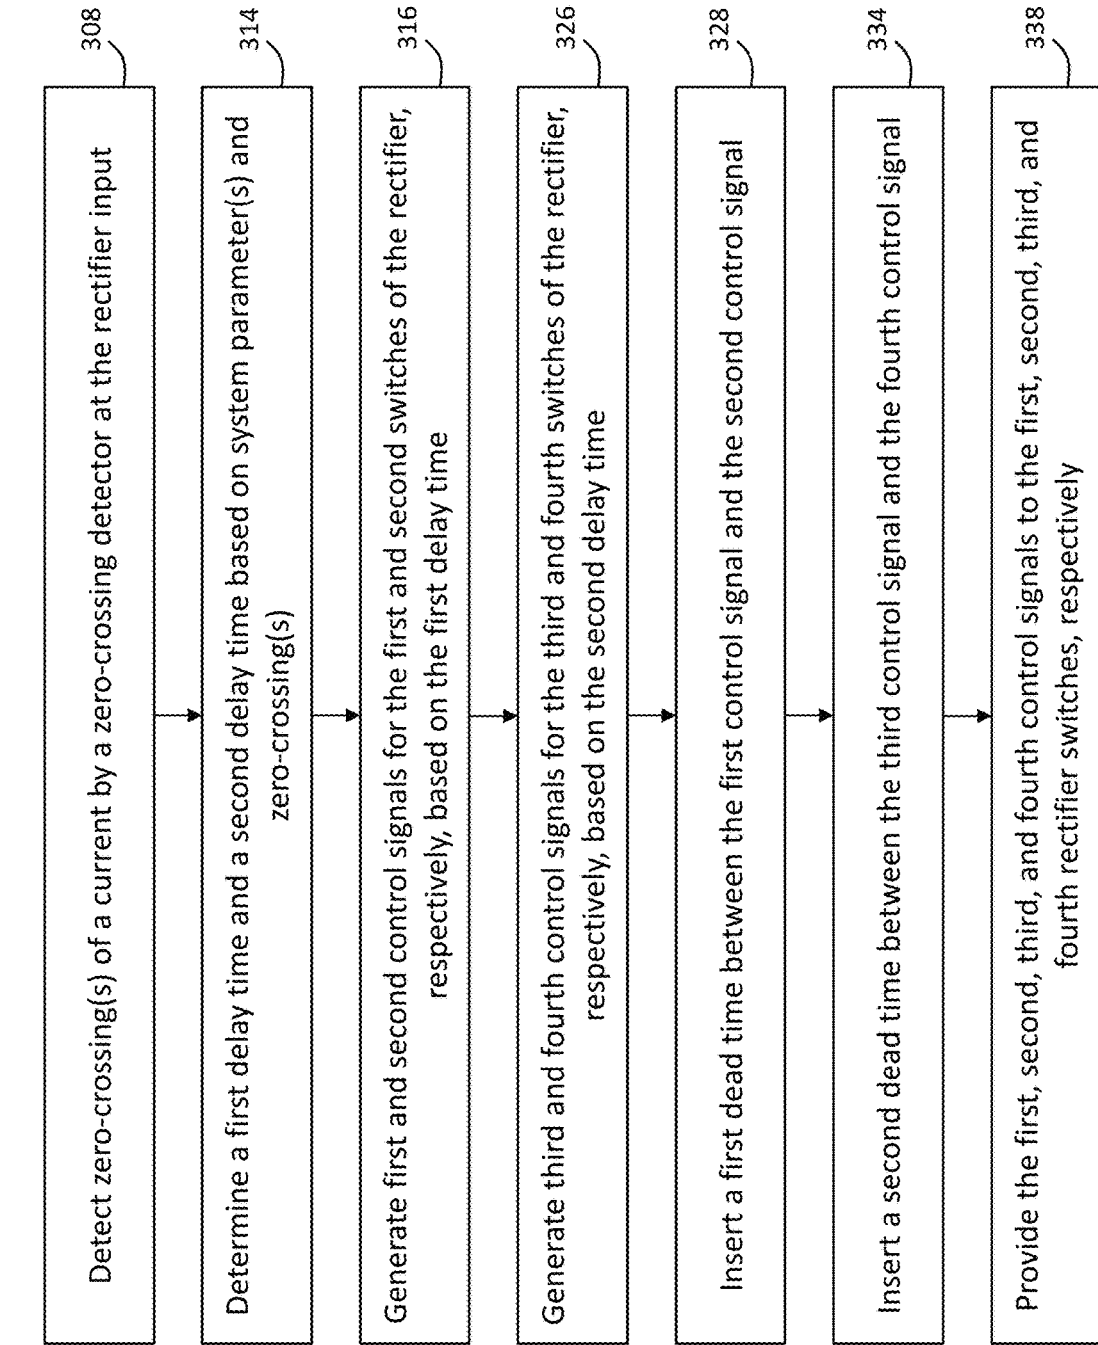 308
Detect zero-crossing(s) of a current by a zero-crossing detector at the rectifier input
314
Determine a first delay time and a second delay time based on system parameter(s) and
zero-crossing(s)
316
Generate first and second control signals for the first and second switches of the rectifier,
respectively, based on the first delay time
326
Generate third and fourth control signals for the third and fourth switches of the rectifier,
respectively, based on the second delay time
328
Insert a first dead time between the first control signal and the second control signal
334
Insert a second dead time between the third control signal and the fourth control signal
338
Provide the first, second, third, and fourth control signals to the first, second, third, and
fourth rectifier switches, respectively